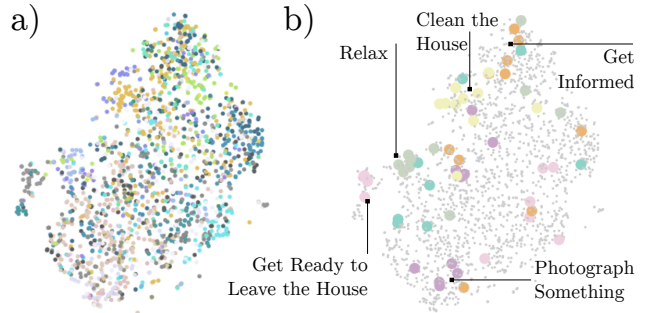 a)
b)
Clean the
House
Relax
Get
Informed
Get Ready to
Leave the House
Photograph
Something